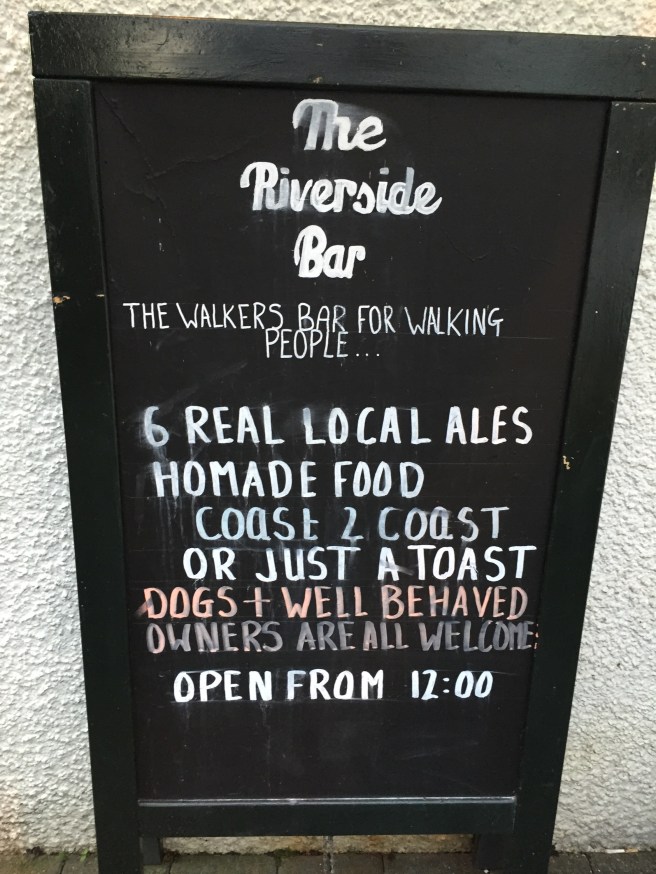 The
Riverside
Bar
THE WALKERS BAR FOR WALKING
PEOPLE...
6 REAL LOCAL ALES
HOMADE FOOD
COASt 2 COAST
OR JUST A TOAST
DOGS + WELL BEHAVED
OWNERS ARE ALL WELCOME
OPEN FROM 12:00